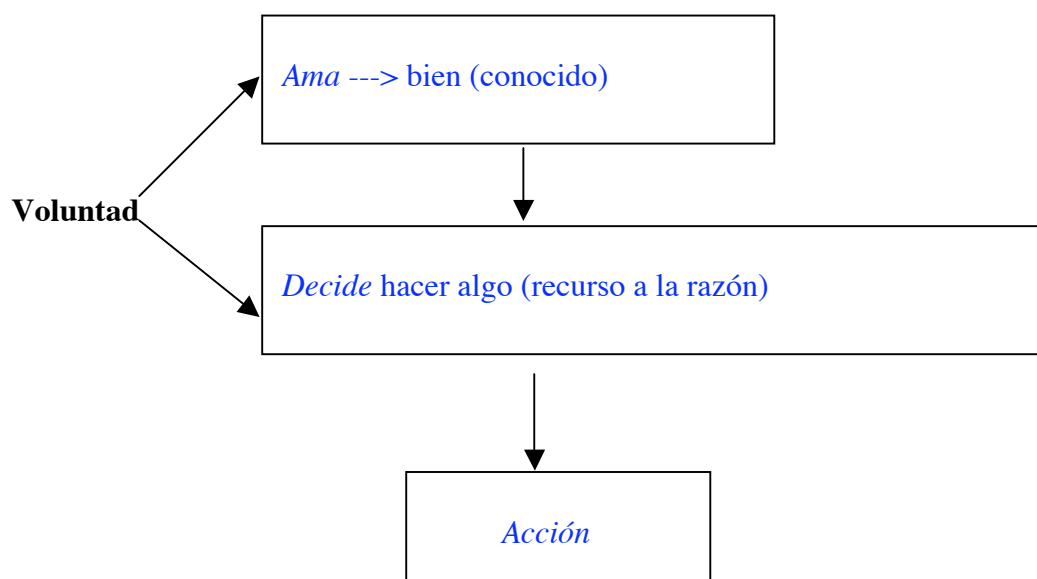 Ama ---> bien (conocido)
Voluntad
Decide hacer algo (recurso a la razón)
Acción